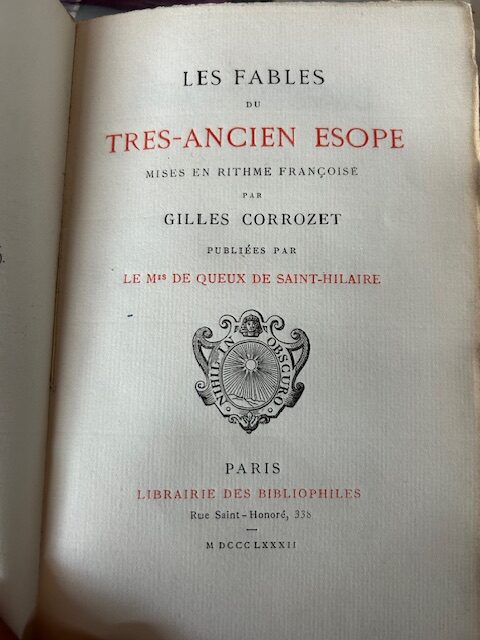 LES FABLES
DU
TRES-ANCIEN ESOPE
MISES EN RITHME FRANÇOISE
PAR
GILLES CORROZET
PUBLIÉES PAR
LE Mis DE QUEUX DE SAINT-HILAIRE
NIHIL IN OBSCURO
PARIS
LIBRAIRIE DES BIBLIOPHILES
Rue Saint-Honoré, 338
M DCCC LXXXII